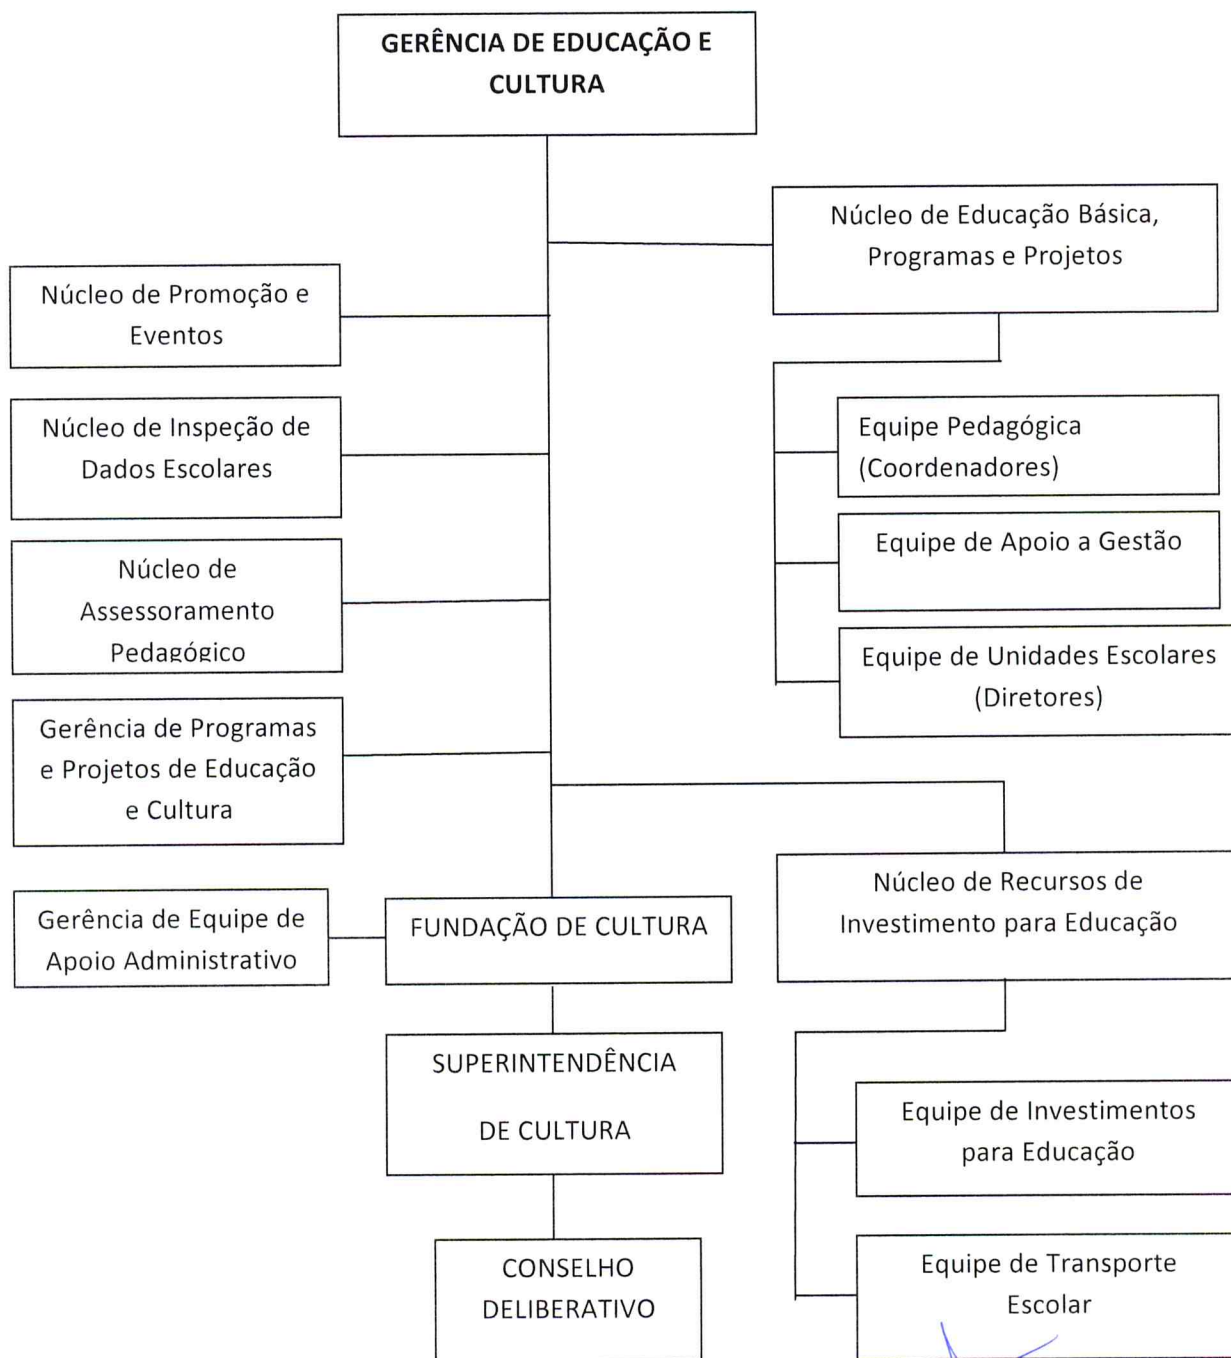 GERÊNCIA DE EDUCAÇÃO E
CULTURA
Núcleo de Educação Básica,
Programas e Projetos
Núcleo de Promoção e
Eventos
Núcleo de Inspeção de
Dados Escolares
Equipe Pedagógica
(Coordenadores)
Equipe de Apoio a Gestão
Núcleo de
Assessoramento
Pedagógico
Equipe de Unidades Escolares
(Diretores)
Gerência de Programas
e Projetos de Educação
e Cultura
Núcleo de Recursos de
Investimento para Educação
Gerência de Equipe de
Apoio Administrativo
FUNDAÇÃO DE CULTURA
SUPERINTENDÊNCIA
DE CULTURA
Equipe de Investimentos
para Educação
CONSELHO
DELIBERATIVO
Equipe de Transporte
Escolar